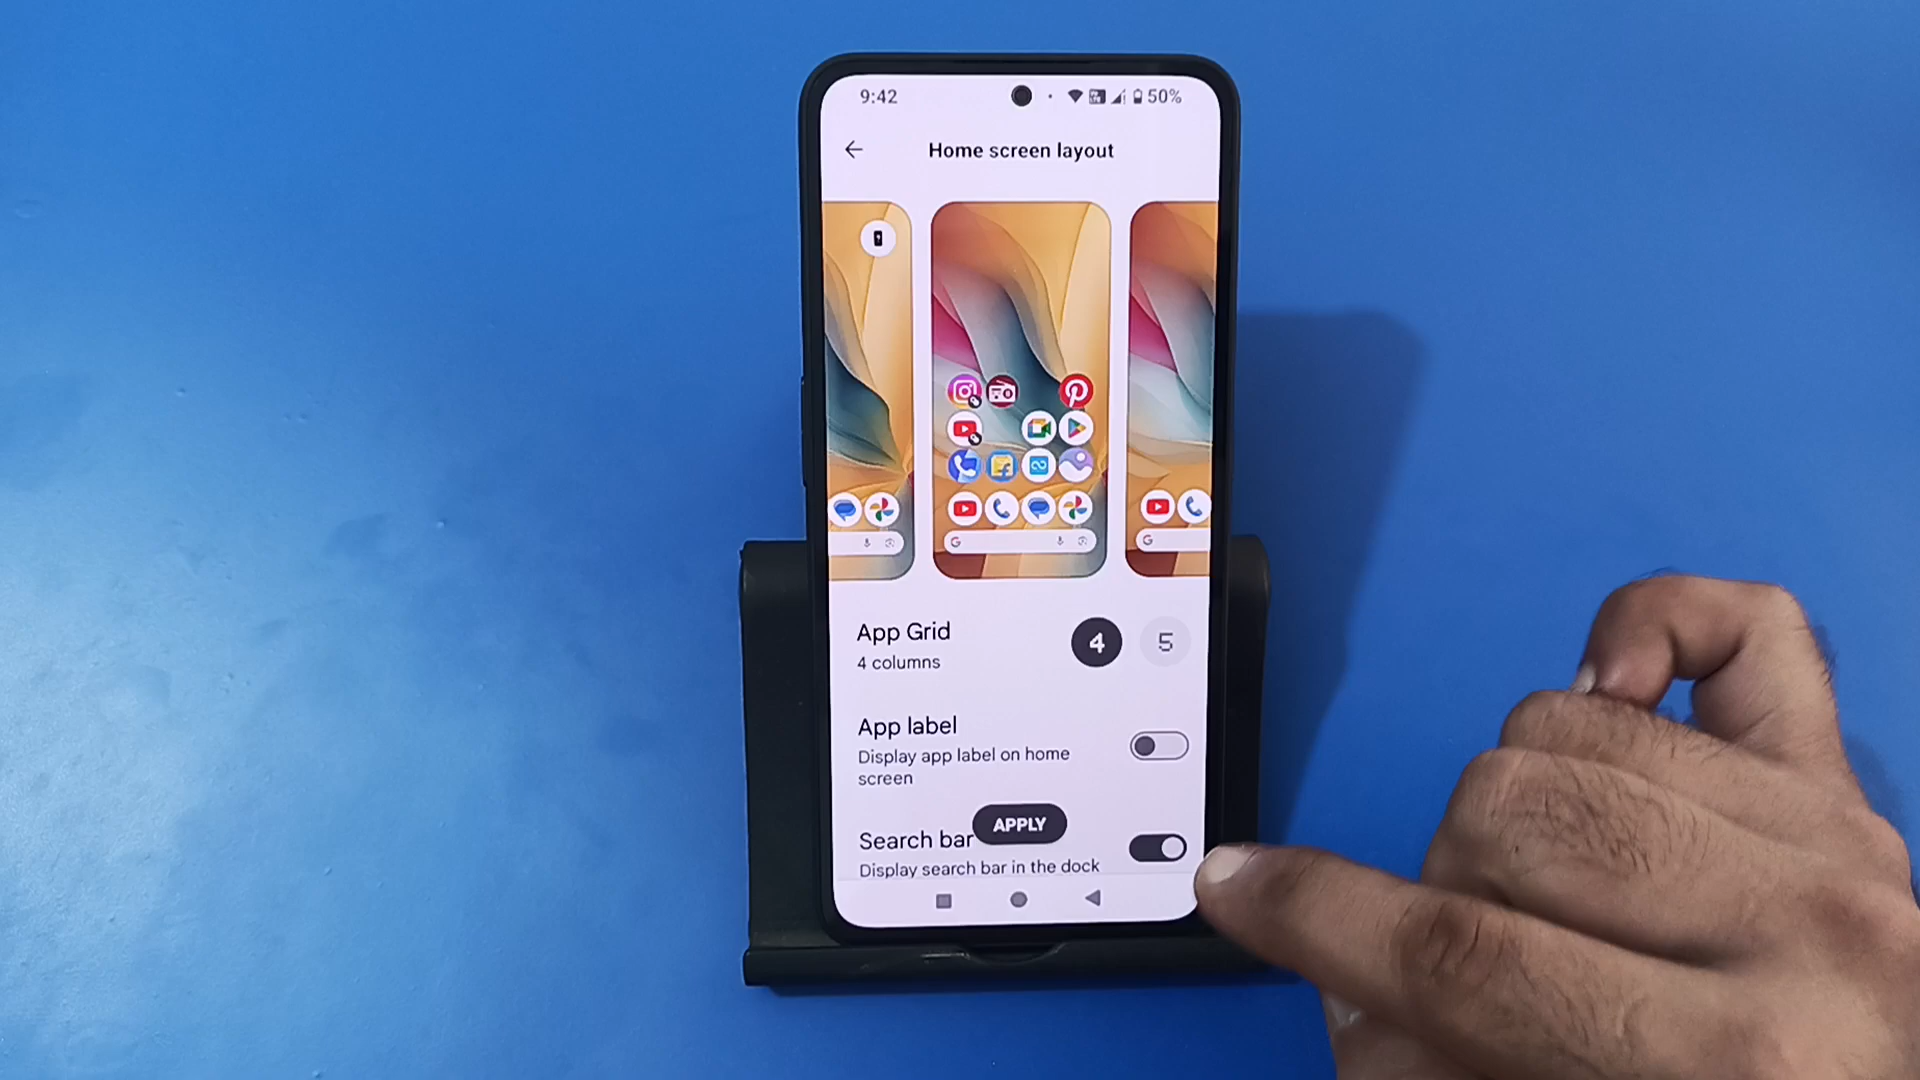 9:42
50%
Home screen layout
App Grid
4 columns
4
5
App label
Display app label on home
screen
APPLY
Search bar
Display search bar in the dock